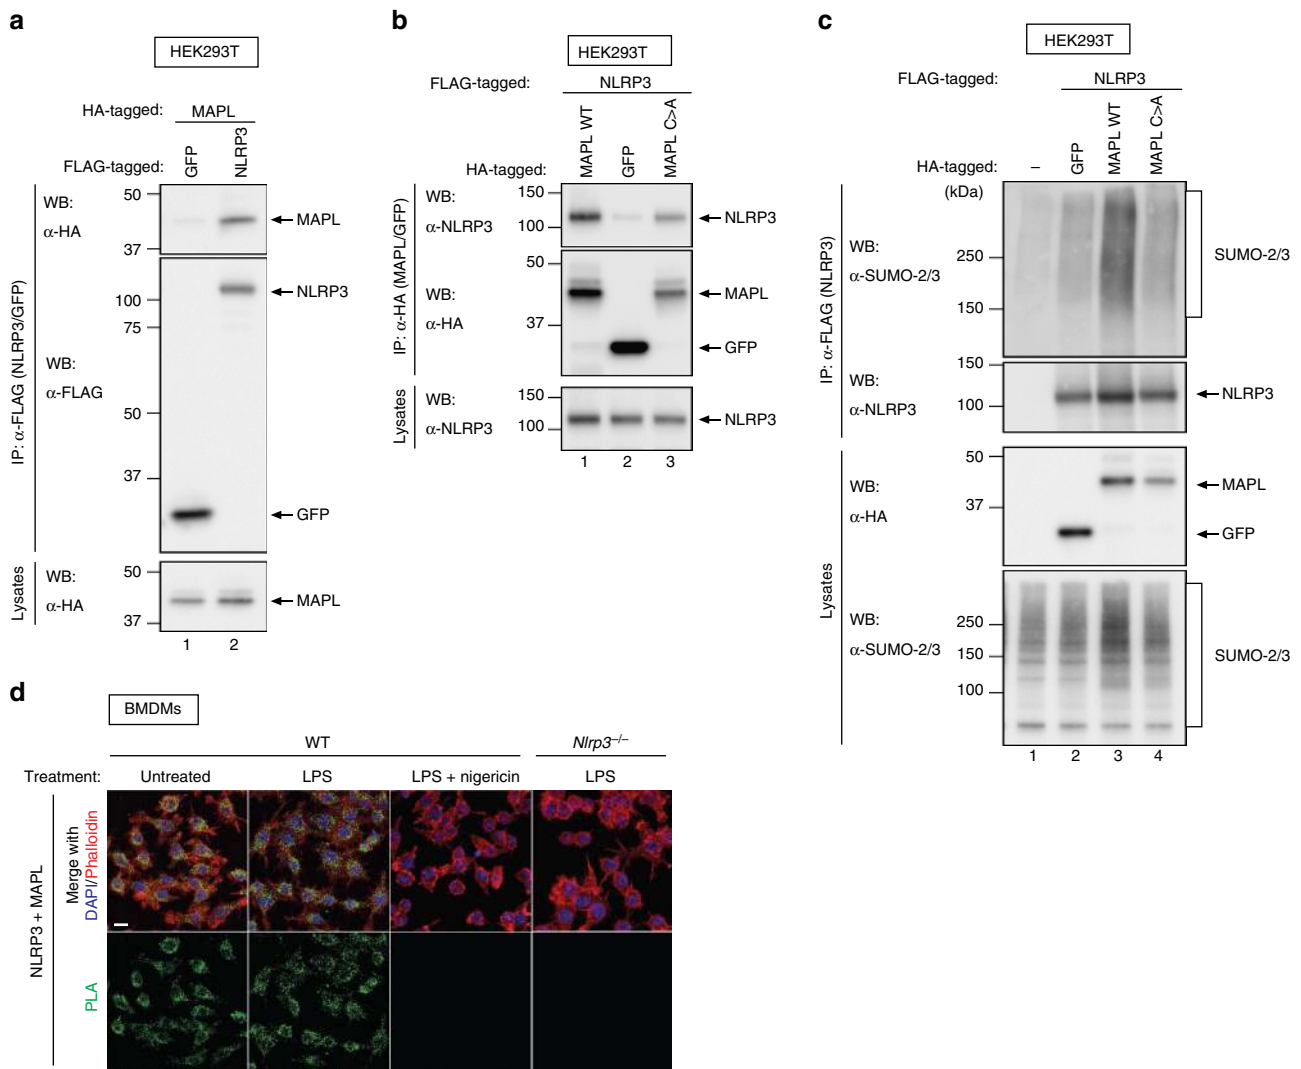 a
HEK293T
HA-tagged:
MAPL
FLAG-tagged:
GFP
NLRP3
IP: α-FLAG (NLRP3/GFP)
WB:
α-HA
50
37
MAPL
WB:
α-FLAG
100
75
50
37
NLRP3
GFP
Lysates
WB:
α-HA
50
37
MAPL
1 2
b
HEK293T
FLAG-tagged:
NLRP3
HA-tagged:
MAPL WT
GFP
MAPL C>A
IP: α-HA (MAPL/GFP)
WB:
α-NLRP3
150
100
NLRP3
WB:
α-HA
50
37
MAPL
GFP
Lysates
WB:
α-NLRP3
150
100
NLRP3
1 2 3
c
HEK293T
FLAG-tagged:
NLRP3
HA-tagged:
–
GFP
MAPL WT
MAPL C>A
(kDa)
IP: α-FLAG (NLRP3)
WB:
α-SUMO-2/3
250
150
SUMO-2/3
WB:
α-NLRP3
150
100
NLRP3
Lysates
WB:
α-HA
50
37
MAPL
GFP
WB:
α-SUMO-2/3
250
150
100
SUMO-2/3
1 2 3 4
d
BMDMs
WT
Nlrp3–/–
Treatment:
Untreated
LPS
LPS + nigericin
LPS
NLRP3 + MAPL
Merge with
DAPI/Phalloidin
PLA